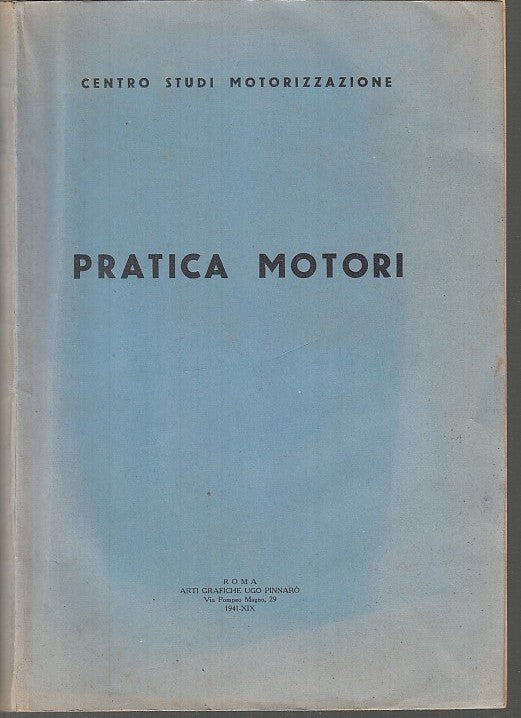 CENTRO STUDI MOTORIZZAZIONE
PRATICA MOTORI
ROMA
ARTI GRAFICHE UGO PINNARÒ
Via Pompeo Magno, 29
1941-XIX